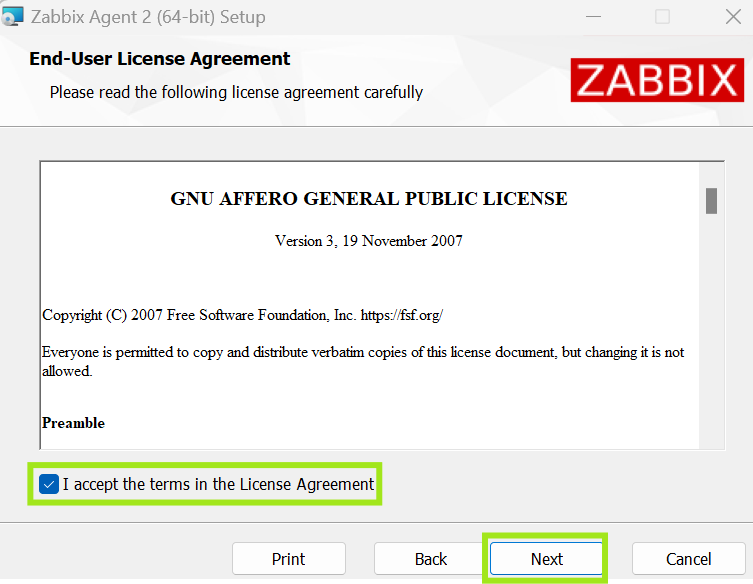 Zabbix Agent 2 (64-bit) Setup
End-User License Agreement
Please read the following license agreement carefully
ZABBIX
GNU AFFERO GENERAL PUBLIC LICENSE
Version 3, 19 November 2007
Copyright (C) 2007 Free Software Foundation, Inc. https://fsf.org/
Everyone is permitted to copy and distribute verbatim copies of this license document, but changing it is not
allowed.
Preamble
I accept the terms in the License Agreement
Print
Back
Next
Cancel